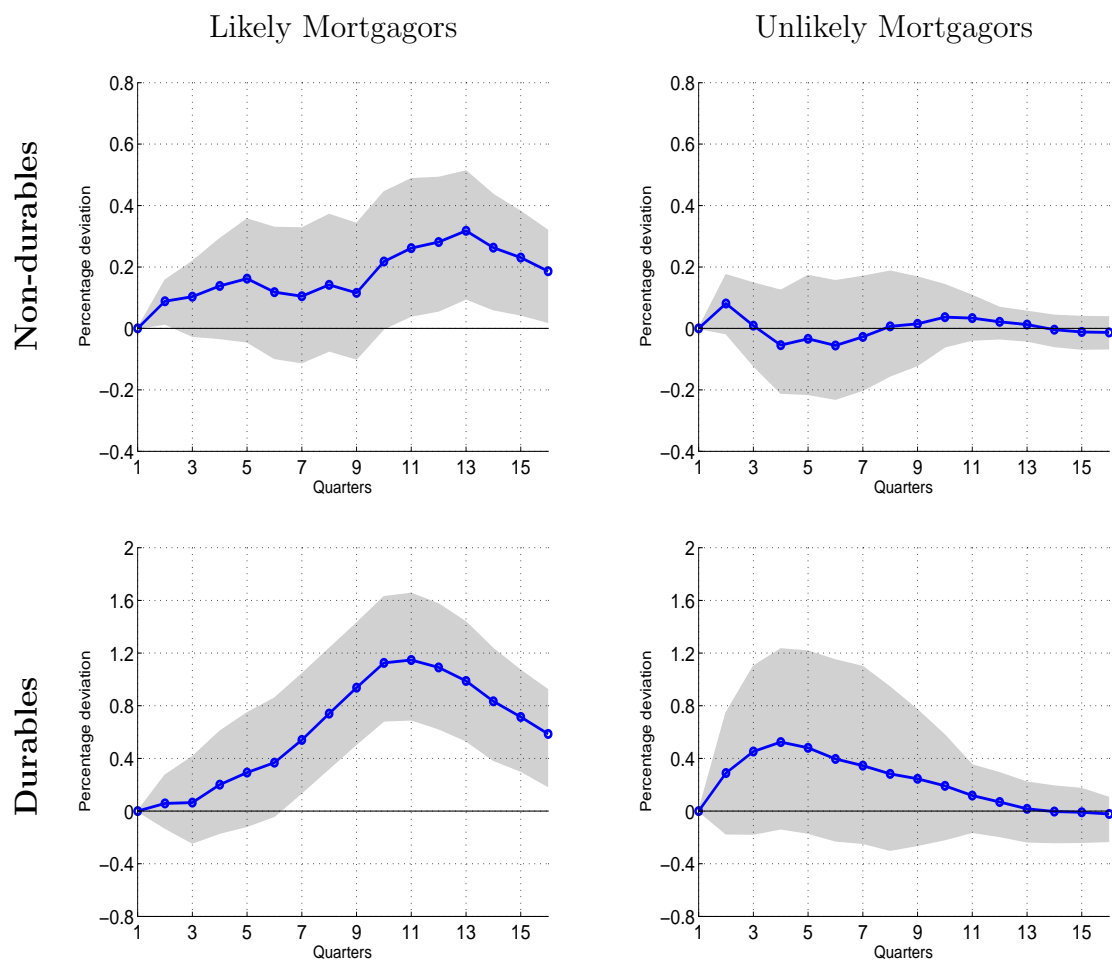 Likely Mortgagors
Unlikely Mortgagors
Non-durables
Percentage deviation
0.8
0.6
0.4
0.2
0
−0.2
−0.4
1 3 5 7 9 11 13 15
Quarters
Percentage deviation
0.8
0.6
0.4
0.2
0
−0.2
−0.4
1 3 5 7 9 11 13 15
Quarters
Durables
Percentage deviation
2
1.6
1.2
0.8
0.4
0
−0.4
−0.8
1 3 5 7 9 11 13 15
Quarters
Percentage deviation
2
1.6
1.2
0.8
0.4
0
−0.4
−0.8
1 3 5 7 9 11 13 15
Quarters